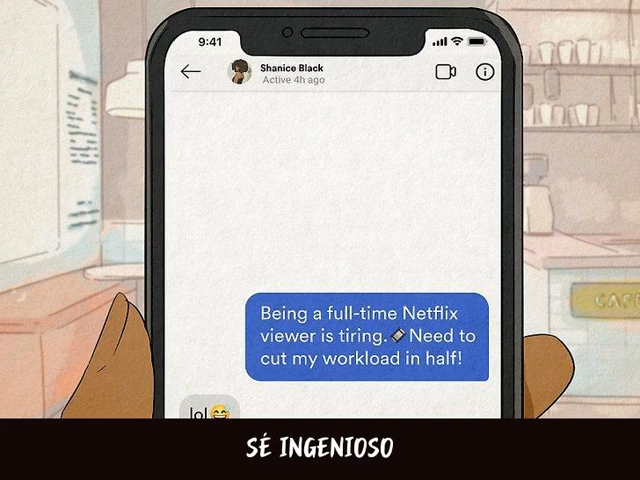 9:41
Shanice Black
Active 4h ago
Being a full-time Netflix
viewer is tiring. Need to
cut my workload in half!
lol😅
SÉ INGENIOSO